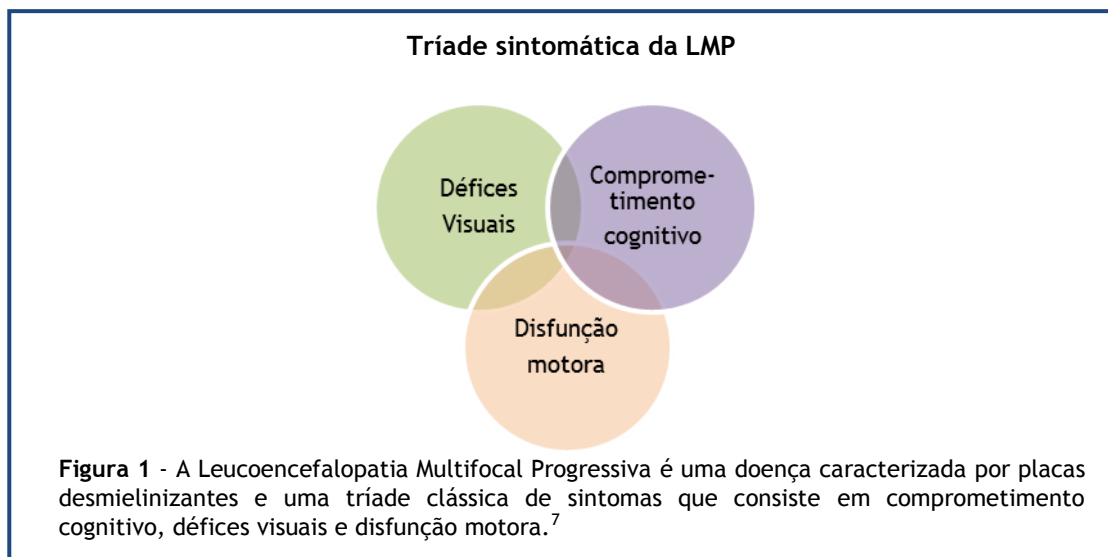 Tríade sintomática da LMP
Défices
Visuais
Comprome-
timento
cognitivo
Disfunção
motora
Figura 1 - A Leucoencefalopatia Multifocal Progressiva é uma doença caracterizada por placas
desmielinizantes e uma tríade clássica de sintomas que consiste em comprometimento
cognitivo, défices visuais e disfunção motora.7